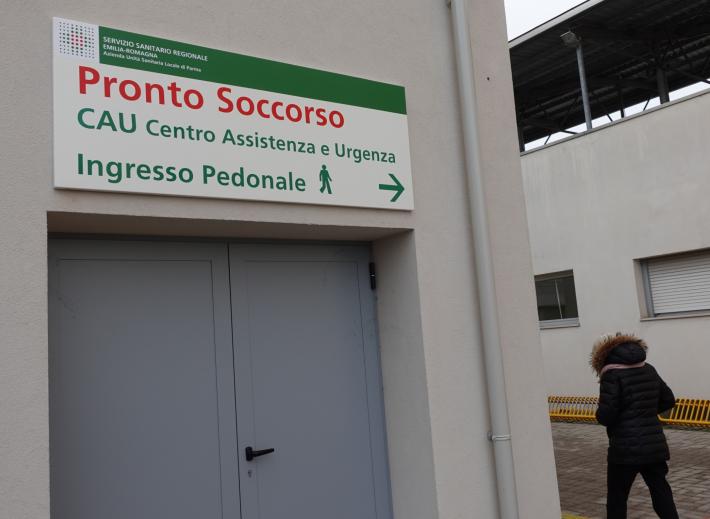 SERVIZIO SANITARIO REGIONALE
EMILIA-ROMAGNA
Azienda Unità Sanitaria Locale di Parma
Pronto Soccorso
CAU Centro Assistenza e Urgenza
Ingresso Pedonale